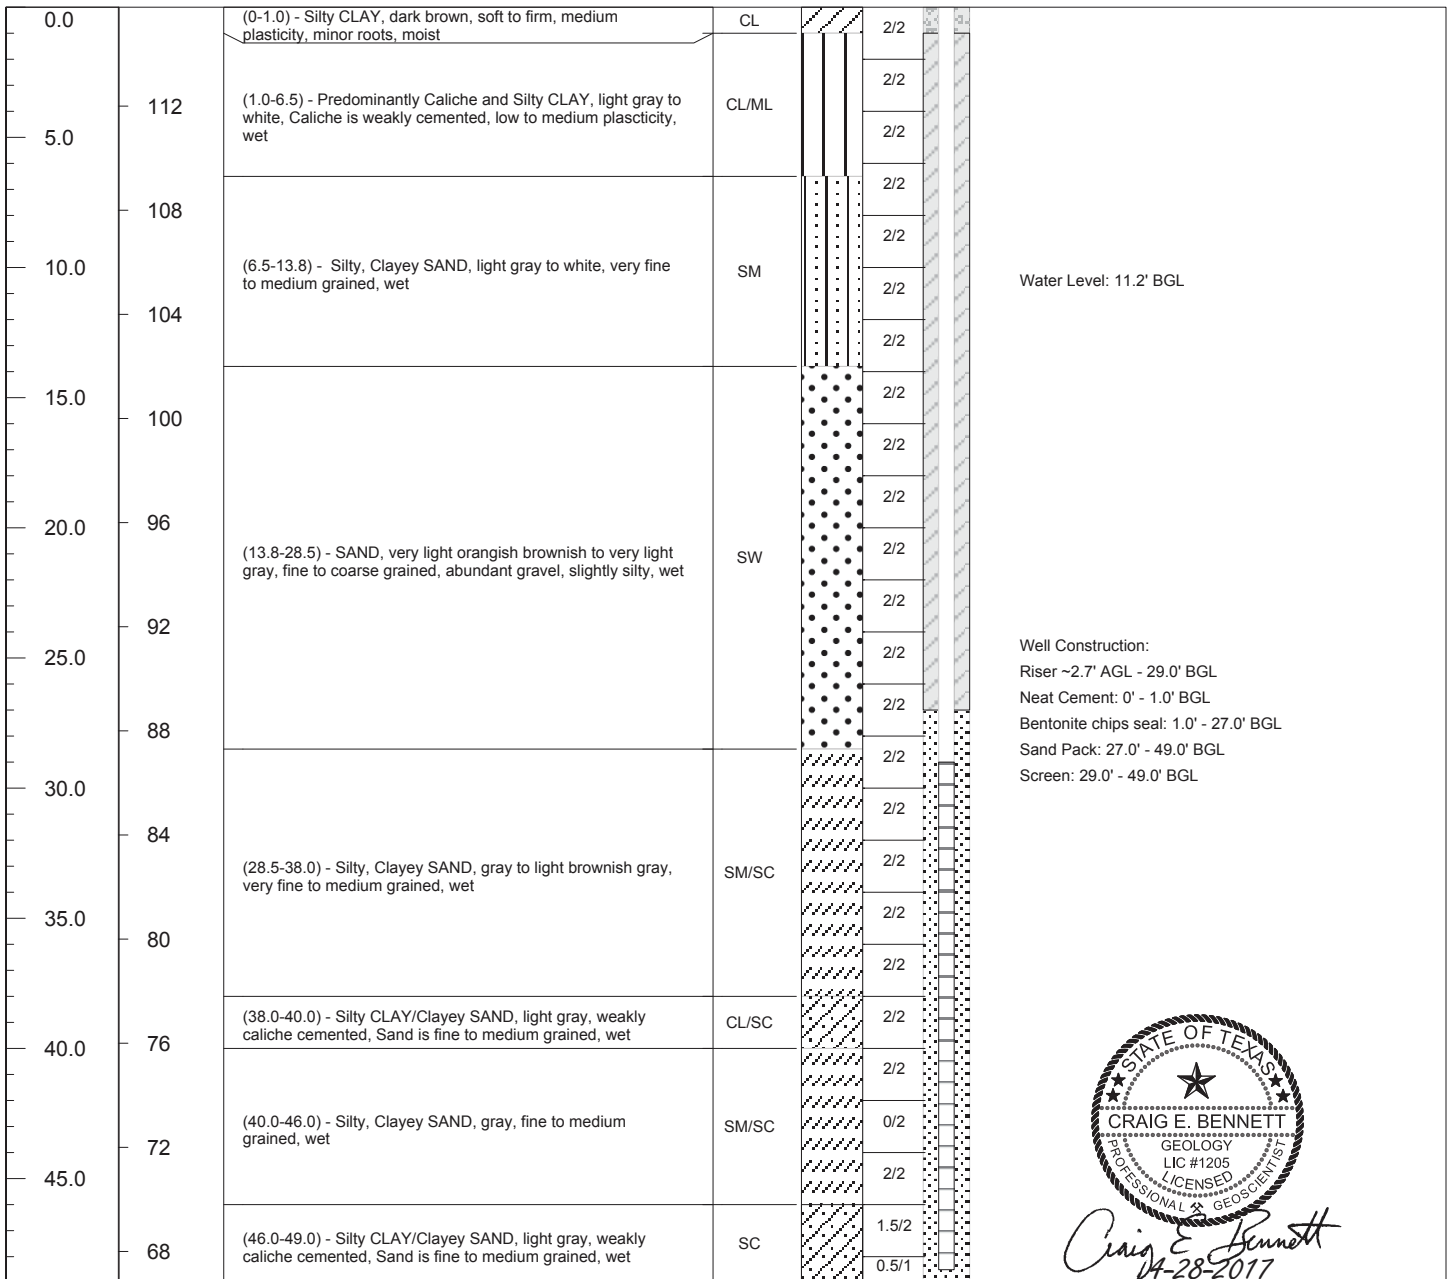 0.0
(0-1.0) - Silty CLAY, dark brown, soft to firm, medium
plasticity, minor roots, moist
CL
2/2
2/2
112
(1.0-6.5) - Predominantly Caliche and Silty CLAY, light gray to
white, Caliche is weakly cemented, low to medium plascticity,
wet
CL/ML
5.0
2/2
2/2
108
2/2
10.0
(6.5-13.8) -  Silty, Clayey SAND, light gray to white, very fine
to medium grained, wet
SM
2/2
Water Level: 11.2' BGL
104
2/2
15.0
2/2
100
2/2
2/2
20.0
96
2/2
(13.8-28.5) - SAND, very light orangish brownish to very light
gray, fine to coarse grained, abundant gravel, slightly silty, wet
SW
2/2
92
25.0
2/2
Well Construction:
Riser ~2.7' AGL - 29.0' BGL
Neat Cement: 0' - 1.0' BGL
2/2
Bentonite chips seal: 1.0' - 27.0' BGL
88
Sand Pack: 27.0' - 49.0' BGL
2/2
Screen: 29.0' - 49.0' BGL
30.0
2/2
84
(28.5-38.0) - Silty, Clayey SAND, gray to light brownish gray,
very fine to medium grained, wet
SM/SC
2/2
35.0
2/2
80
2/2
(38.0-40.0) - Silty CLAY/Clayey SAND, light gray, weakly
caliche cemented, Sand is fine to medium grained, wet
CL/SC
2/2
40.0
76
2/2
(40.0-46.0) - Silty, Clayey SAND, gray, fine to medium
grained, wet
SM/SC
0/2
72
2/2
45.0
(46.0-49.0) - Silty CLAY/Clayey SAND, light gray, weakly
caliche cemented, Sand is fine to medium grained, wet
SC
1.5/2
68
0.5/1
STATE OF TEXAS
CRAIG E. BENNETT
GEOLOGY
LIC #1205
LICENSED
PROFESSIONAL GEOSCIENTIST
Craig E Bennett
04-28-2017